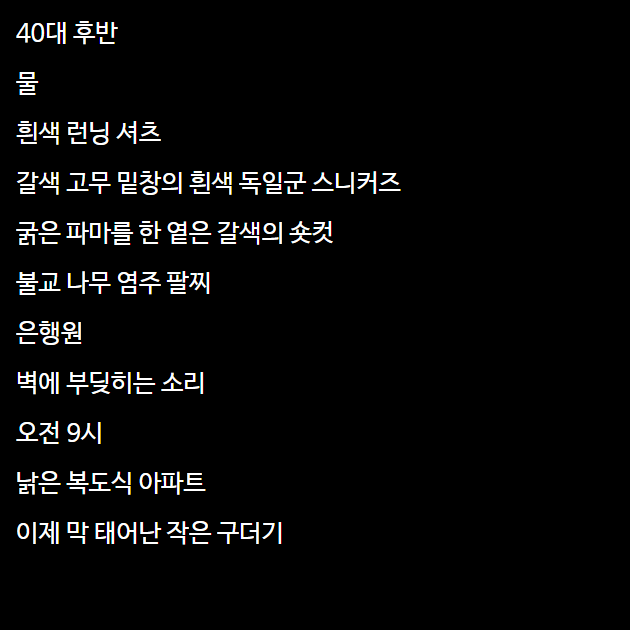 40대 후반
물
흰색 런닝 셔츠
갈색 고무 밑창의 흰색 독일군 스니커즈
굵은 파마를 한 옅은 갈색의 숏컷
불교 나무 염주 팔찌
은행원
벽에 부딪히는 소리
오전 9시
낡은 복도식 아파트
이제 막 태어난 작은 구더기